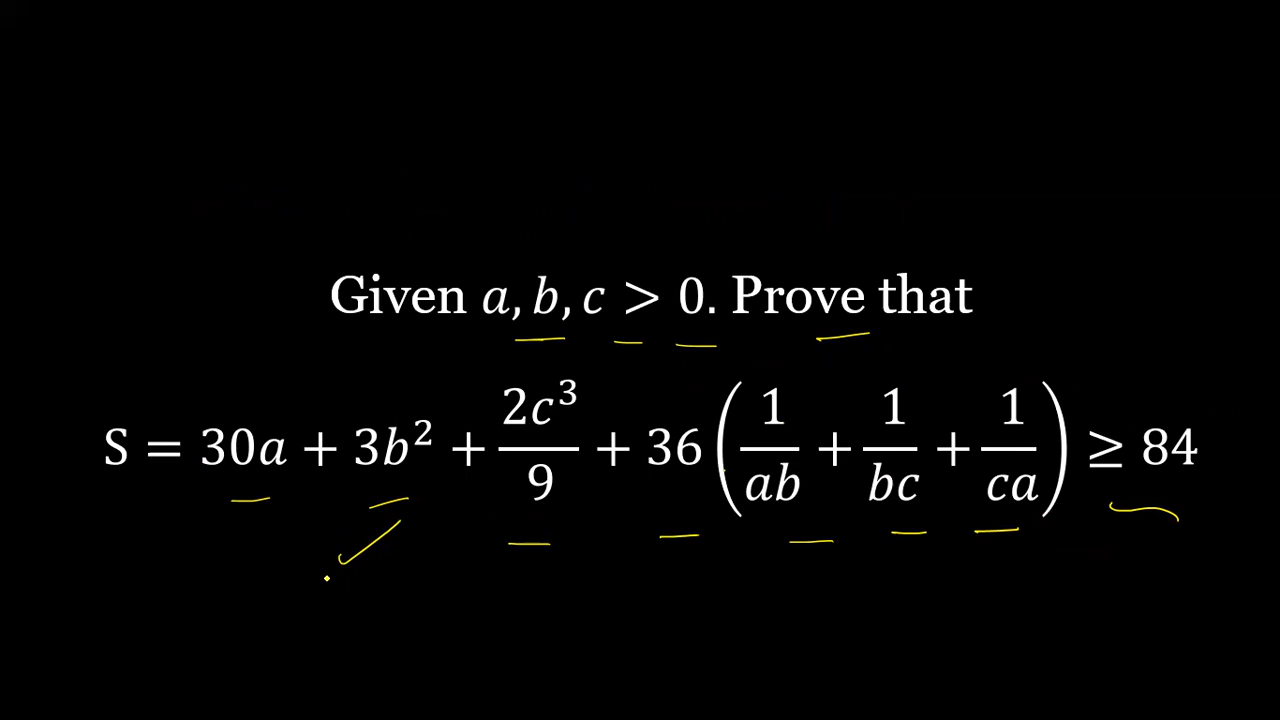 Given a, b, c > 0. Prove that
S = 30a + 3b² + 2c³/9 + 36(1/ab + 1/bc + 1/ca) ≥ 84